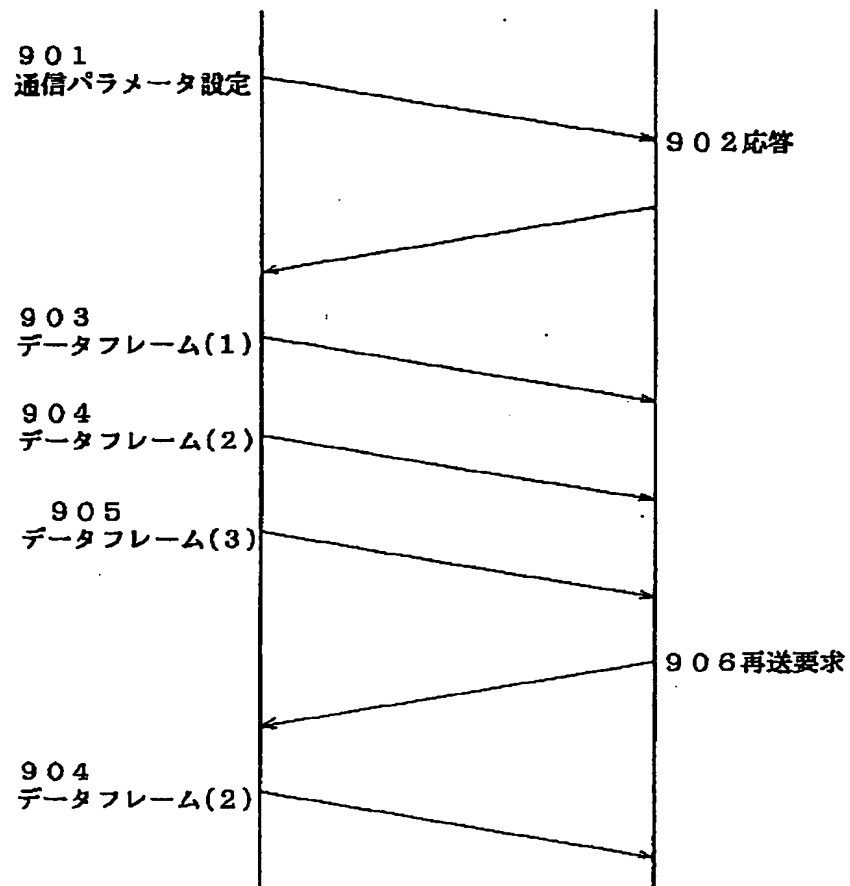 ９０１
通信パラメータ設定
９０２応答
９０３
データフレーム(1)
９０４
データフレーム(2)
９０５
データフレーム(3)
９０６再送要求
９０４
データフレーム(2)